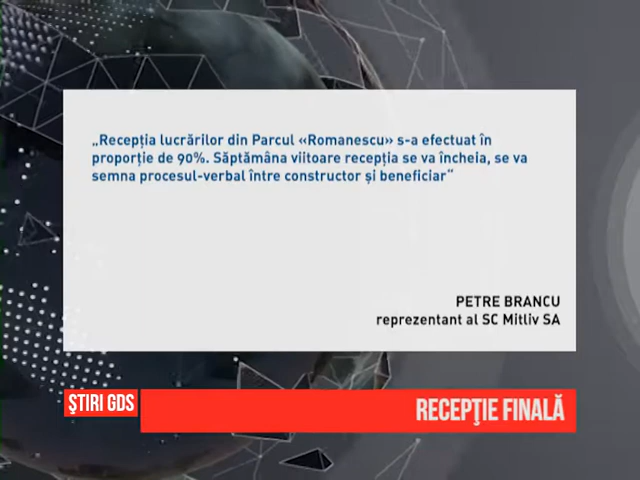 „Recepția lucrărilor din Parcul «Romanescu» s-a efectuat în
proporție de 90%. Săptămâna viitoare recepția se va încheia, se va
semna procesul-verbal între constructor și beneficiar”
PETRE BRANCU
reprezentant al SC Mitliv SA
ŞTIRI GDS
RECEPŢIE FINALĂ